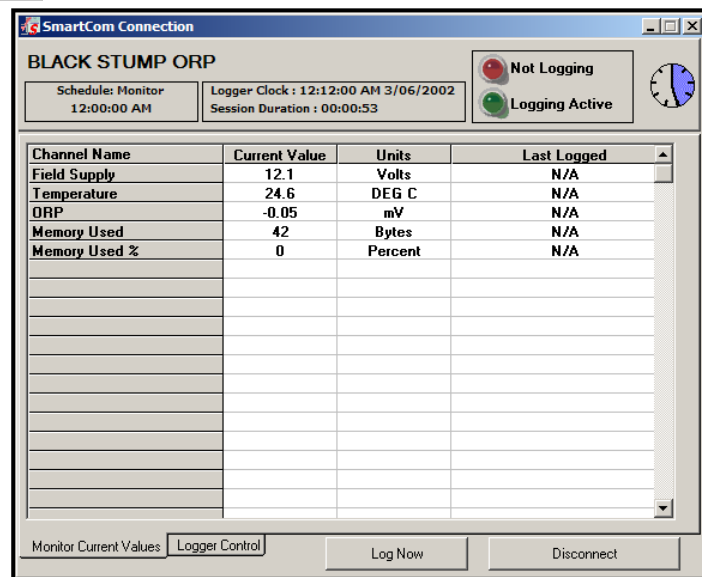 SmartCom Connection
BLACK STUMP ORP
Schedule: Monitor
12:00:00 AM
Logger Clock : 12:12:00 AM 3/06/2002
Session Duration : 00:00:53
Not Logging
Logging Active
Channel Name Current Value Units Last Logged
Field Supply 12.1 Volts N/A
Temperature 24.6 DEG C N/A
ORP -0.05 mV N/A
Memory Used 42 Bytes N/A
Memory Used % 0 Percent N/A
Monitor Current Values Logger Control Log Now Disconnect